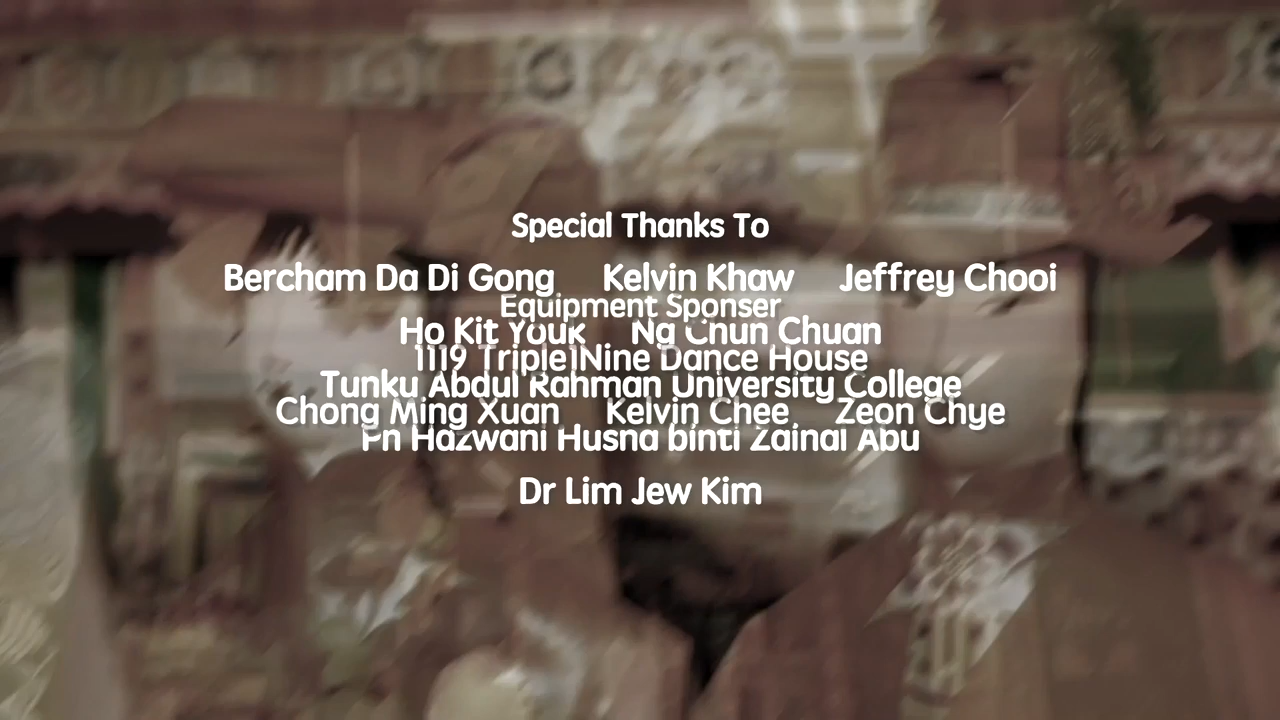 Special Thanks To
Bercham Da Di Gong Kelvin Khaw Jeffrey Chooi
Equipment Sponser
Ho Kit Youk Ng Chun Chuan
1119 Triple1Nine Dance House
Tunku Abdul Rahman University College
Chong Ming Xuan Kelvin Chee Zeon Chye
Pn Hazwani Husna binti Zainal Abu
Dr Lim Jew Kim